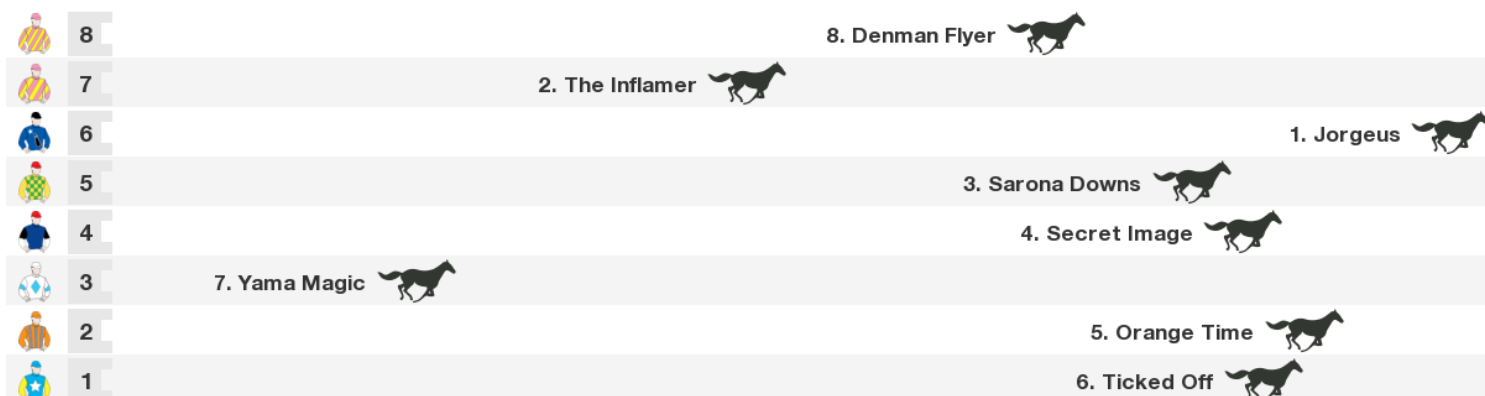 8 8. Denman Flyer
7 2. The Inflamer
6 1. Jorgeus
5 3. Sarona Downs
4 4. Secret Image
3 7. Yama Magic
2 5. Orange Time
1 6. Ticked Off